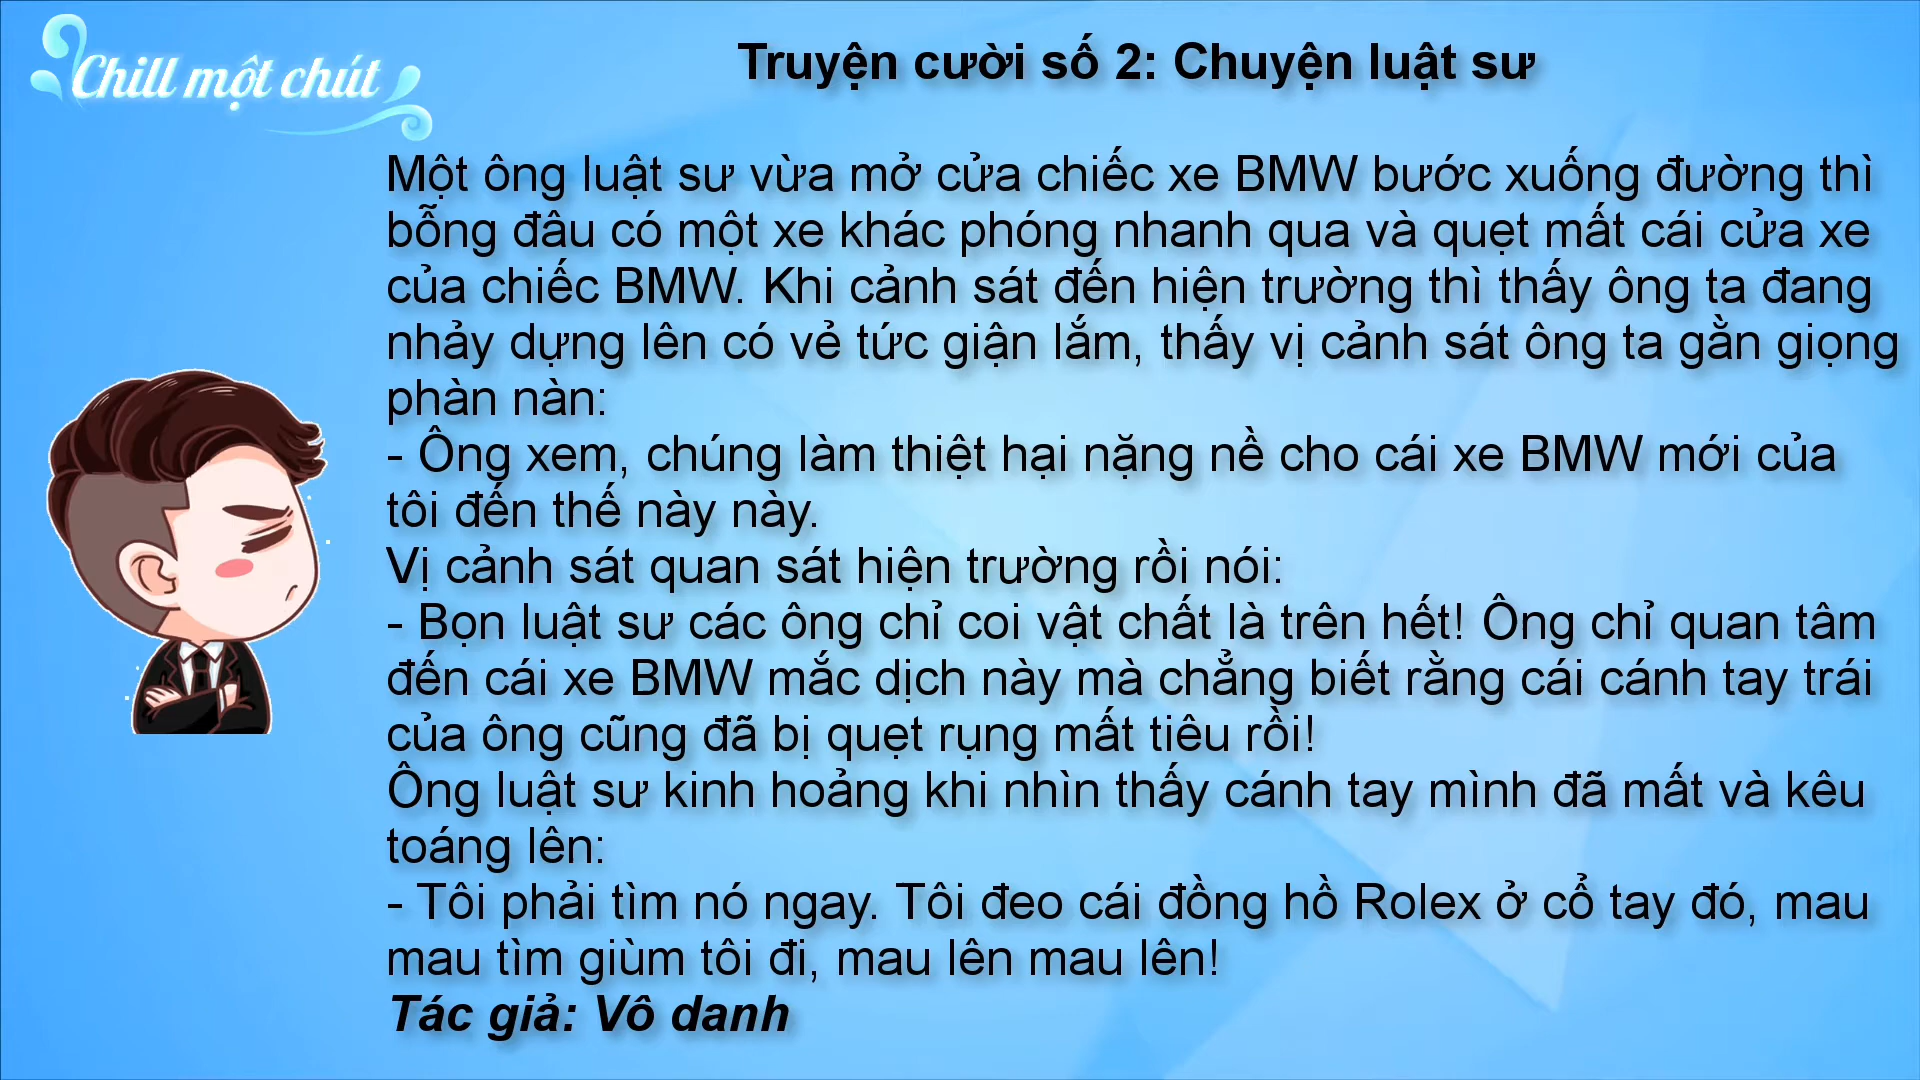 Chill một chút
Truyện cười số 2: Chuyện luật sư
Một ông luật sư vừa mở cửa chiếc xe BMW bước xuống đường thì
bỗng đâu có một xe khác phóng nhanh qua và quẹt mất cái cửa xe
của chiếc BMW. Khi cảnh sát đến hiện trường thì thấy ông ta đang
nhảy dựng lên có vẻ tức giận lắm, thấy vị cảnh sát ông ta gằn giọng
phàn nàn:
- Ông xem, chúng làm thiệt hại nặng nề cho cái xe BMW mới của
tôi đến thế này này.
Vị cảnh sát quan sát hiện trường rồi nói:
- Bọn luật sư các ông chỉ coi vật chất là trên hết! Ông chỉ quan tâm
đến cái xe BMW mắc dịch này mà chẳng biết rằng cái cánh tay trái
của ông cũng đã bị quẹt rụng mất tiêu rồi!
Ông luật sư kinh hoảng khi nhìn thấy cánh tay mình đã mất và kêu
toáng lên:
- Tôi phải tìm nó ngay. Tôi đeo cái đồng hồ Rolex ở cổ tay đó, mau
mau tìm giùm tôi đi, mau lên mau lên!
Tác giả: Vô danh